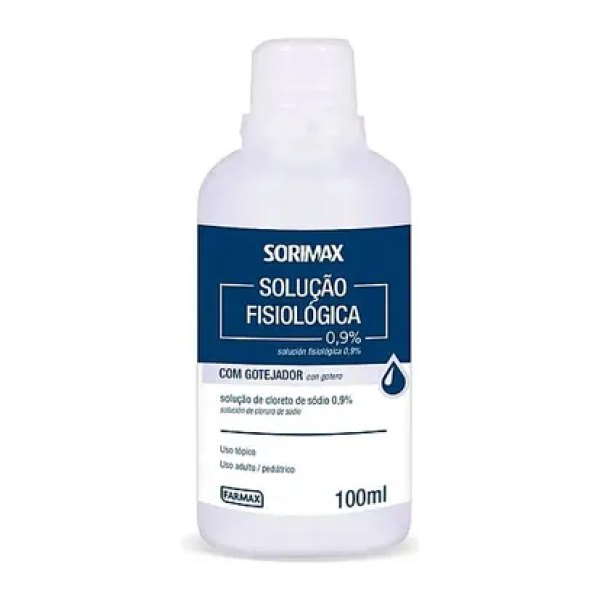 SORIMAX
SOLUÇÃO
FISIOLÓGICA
0,9%
solución fisiológica 0,9%
COM GOTEJADOR con gotero
solução de cloreto de sódio 0,9%
solución de cloruro de sodio
Uso tópico
Uso adulto / pediátrico
FARMAX
100ml